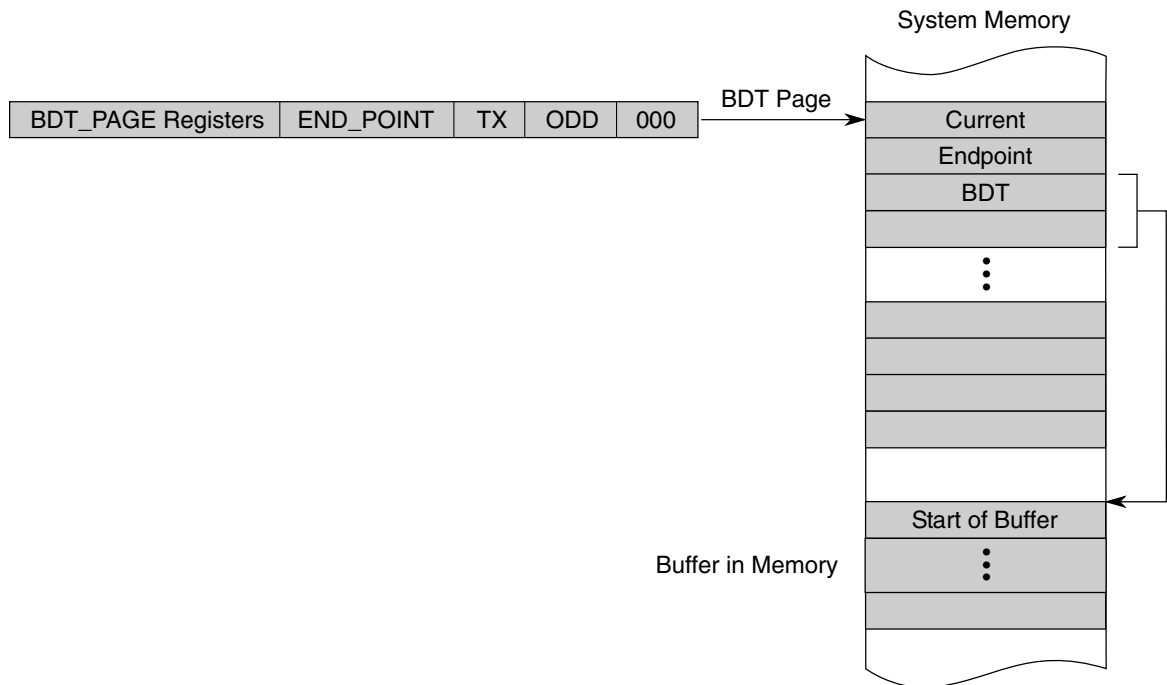 System Memory
BDT_PAGE Registers END_POINT TX ODD 000
BDT Page
Current
Endpoint
BDT
Start of Buffer
Buffer in Memory